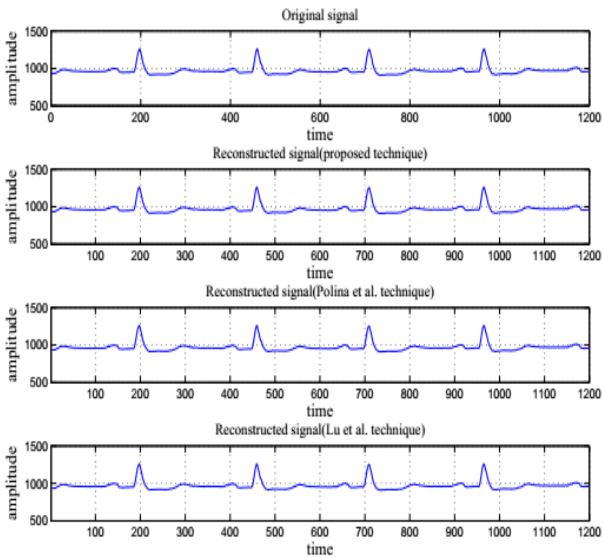 Original signal
1500
1000
500
amplitude
0 200 400 600 800 1000 1200
time
Reconstructed signal(proposed technique)
1500
1000
500
amplitude
100 200 300 400 500 600 700 800 900 1000 1100 1200
time
Reconstructed signal(Polina et al. technique)
1500
1000
500
amplitude
100 200 300 400 500 600 700 800 900 1000 1100 1200
time
Reconstructed signal(Lu et al. technique)
1500
1000
500
amplitude
100 200 300 400 500 600 700 800 900 1000 1100 1200
time